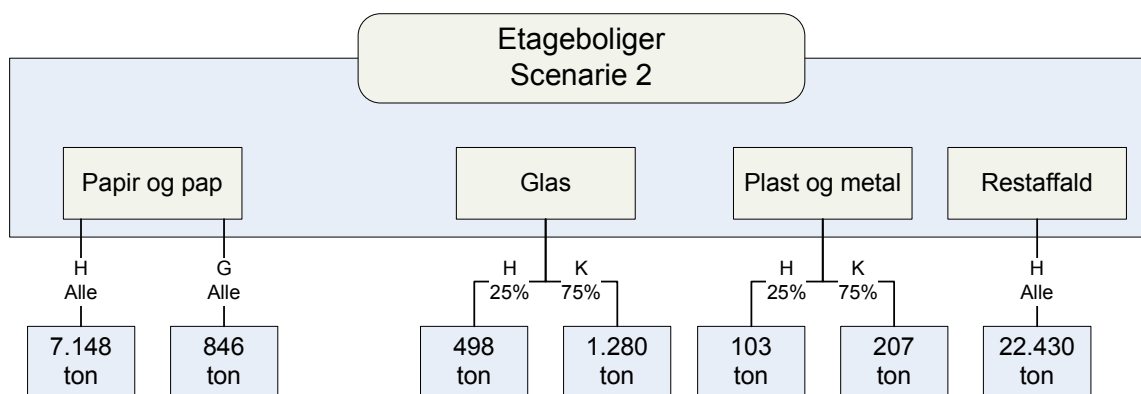 Etageboliger
Scenarie 2
Papir og pap
Glas
Plast og metal
Restaffald
H
Alle
G
Alle
H
25%
K
75%
H
25%
K
75%
H
Alle
7.148
ton
846
ton
498
ton
1.280
ton
103
ton
207
ton
22.430
ton